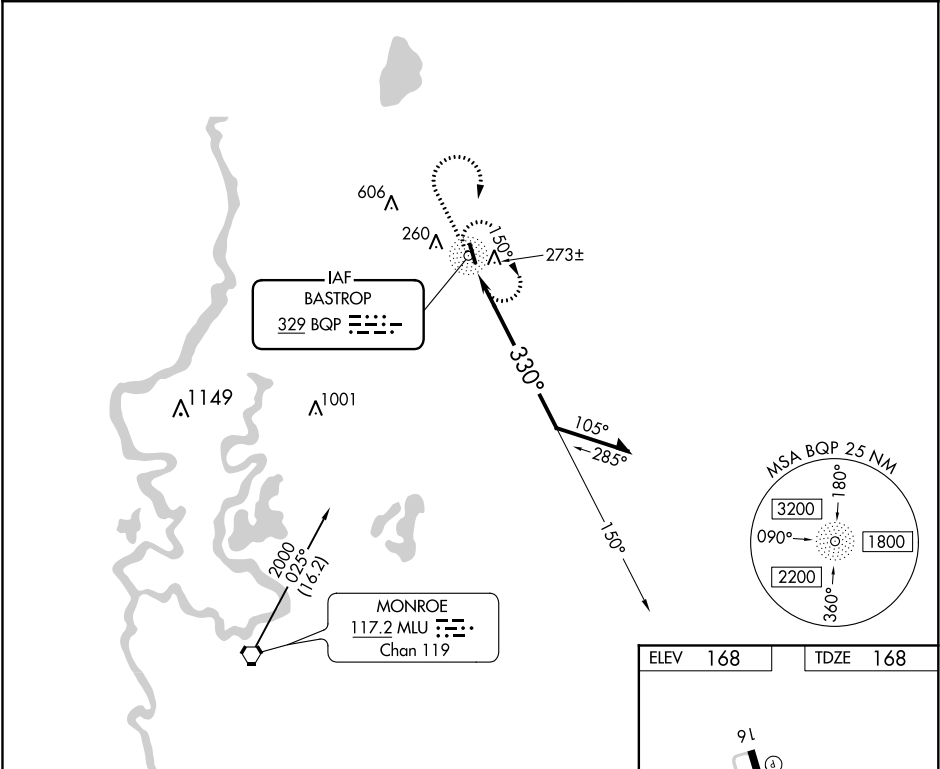 606
260
150°
273±
IAF
BASTROP
329 BQP
330°
1149
1001
105°
285°
MSA BQP 25 NM
180°
3200
090°
1800
2200
360°
150°
2000
025°
(16.2)
MONROE
117.2 MLU
Chan 119
ELEV 168
TDZE 168
16
P